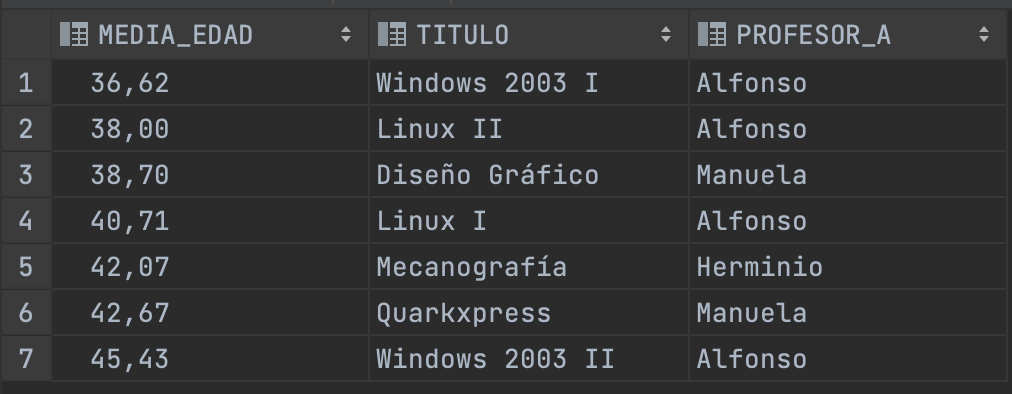 MEDIA_EDAD TITULO PROFESOR_A
1 36,62 Windows 2003 I Alfonso
2 38,00 Linux II Alfonso
3 38,70 Diseño Gráfico Manuela
4 40,71 Linux I Alfonso
5 42,07 Mecanografía Herminio
6 42,67 Quarkxpress Manuela
7 45,43 Windows 2003 II Alfonso